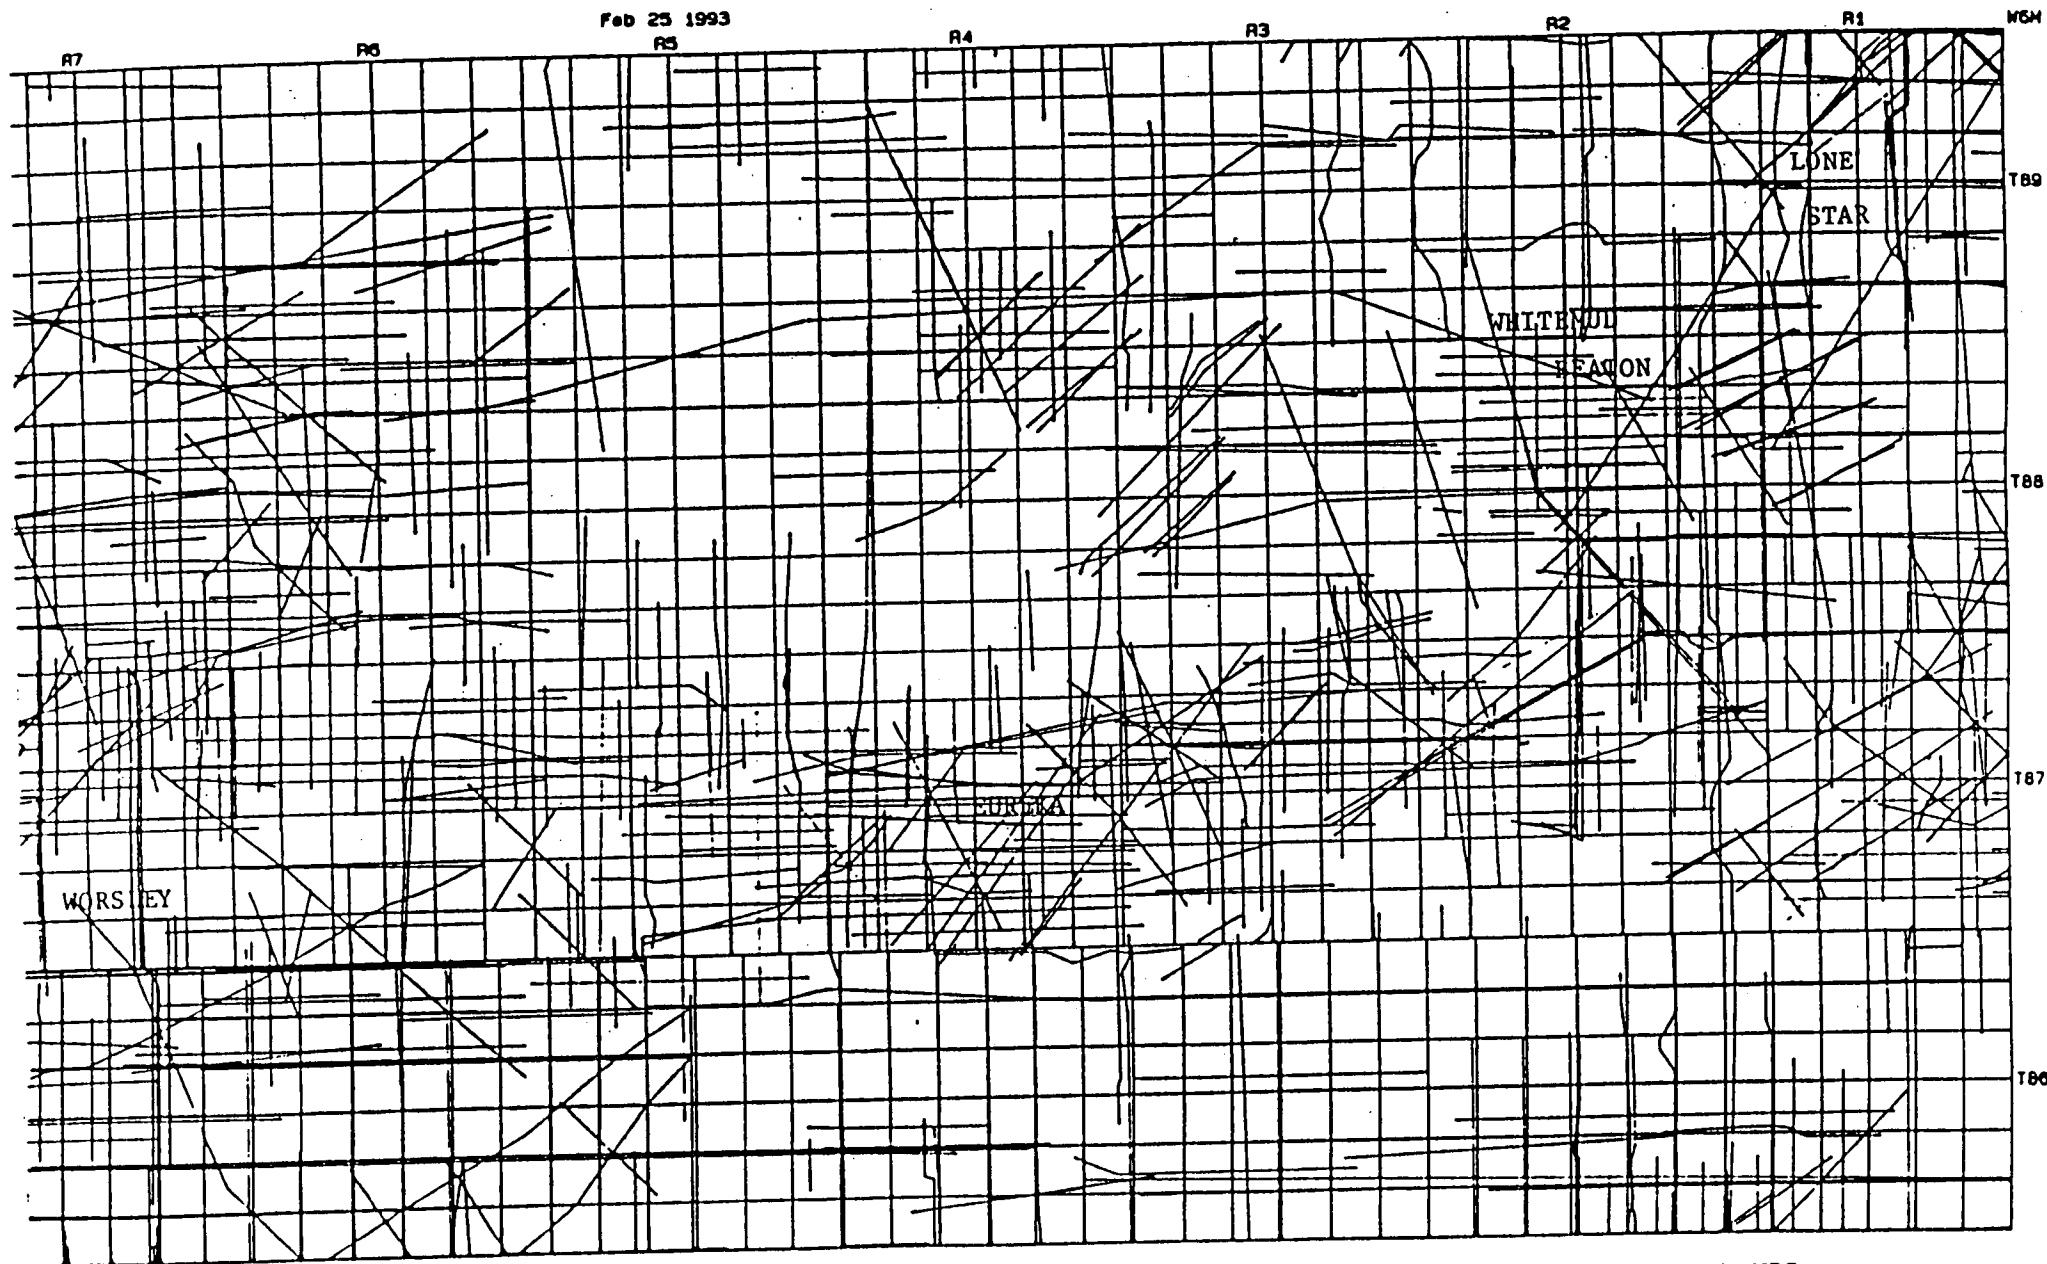 Feb 25 1993
R7
R6
R5
R4
R3
R2
R1
W6M
LONE
STAR
T89
WHITEMUD
BEATON
T88
T87
EUREKA
WORSLEY
T86